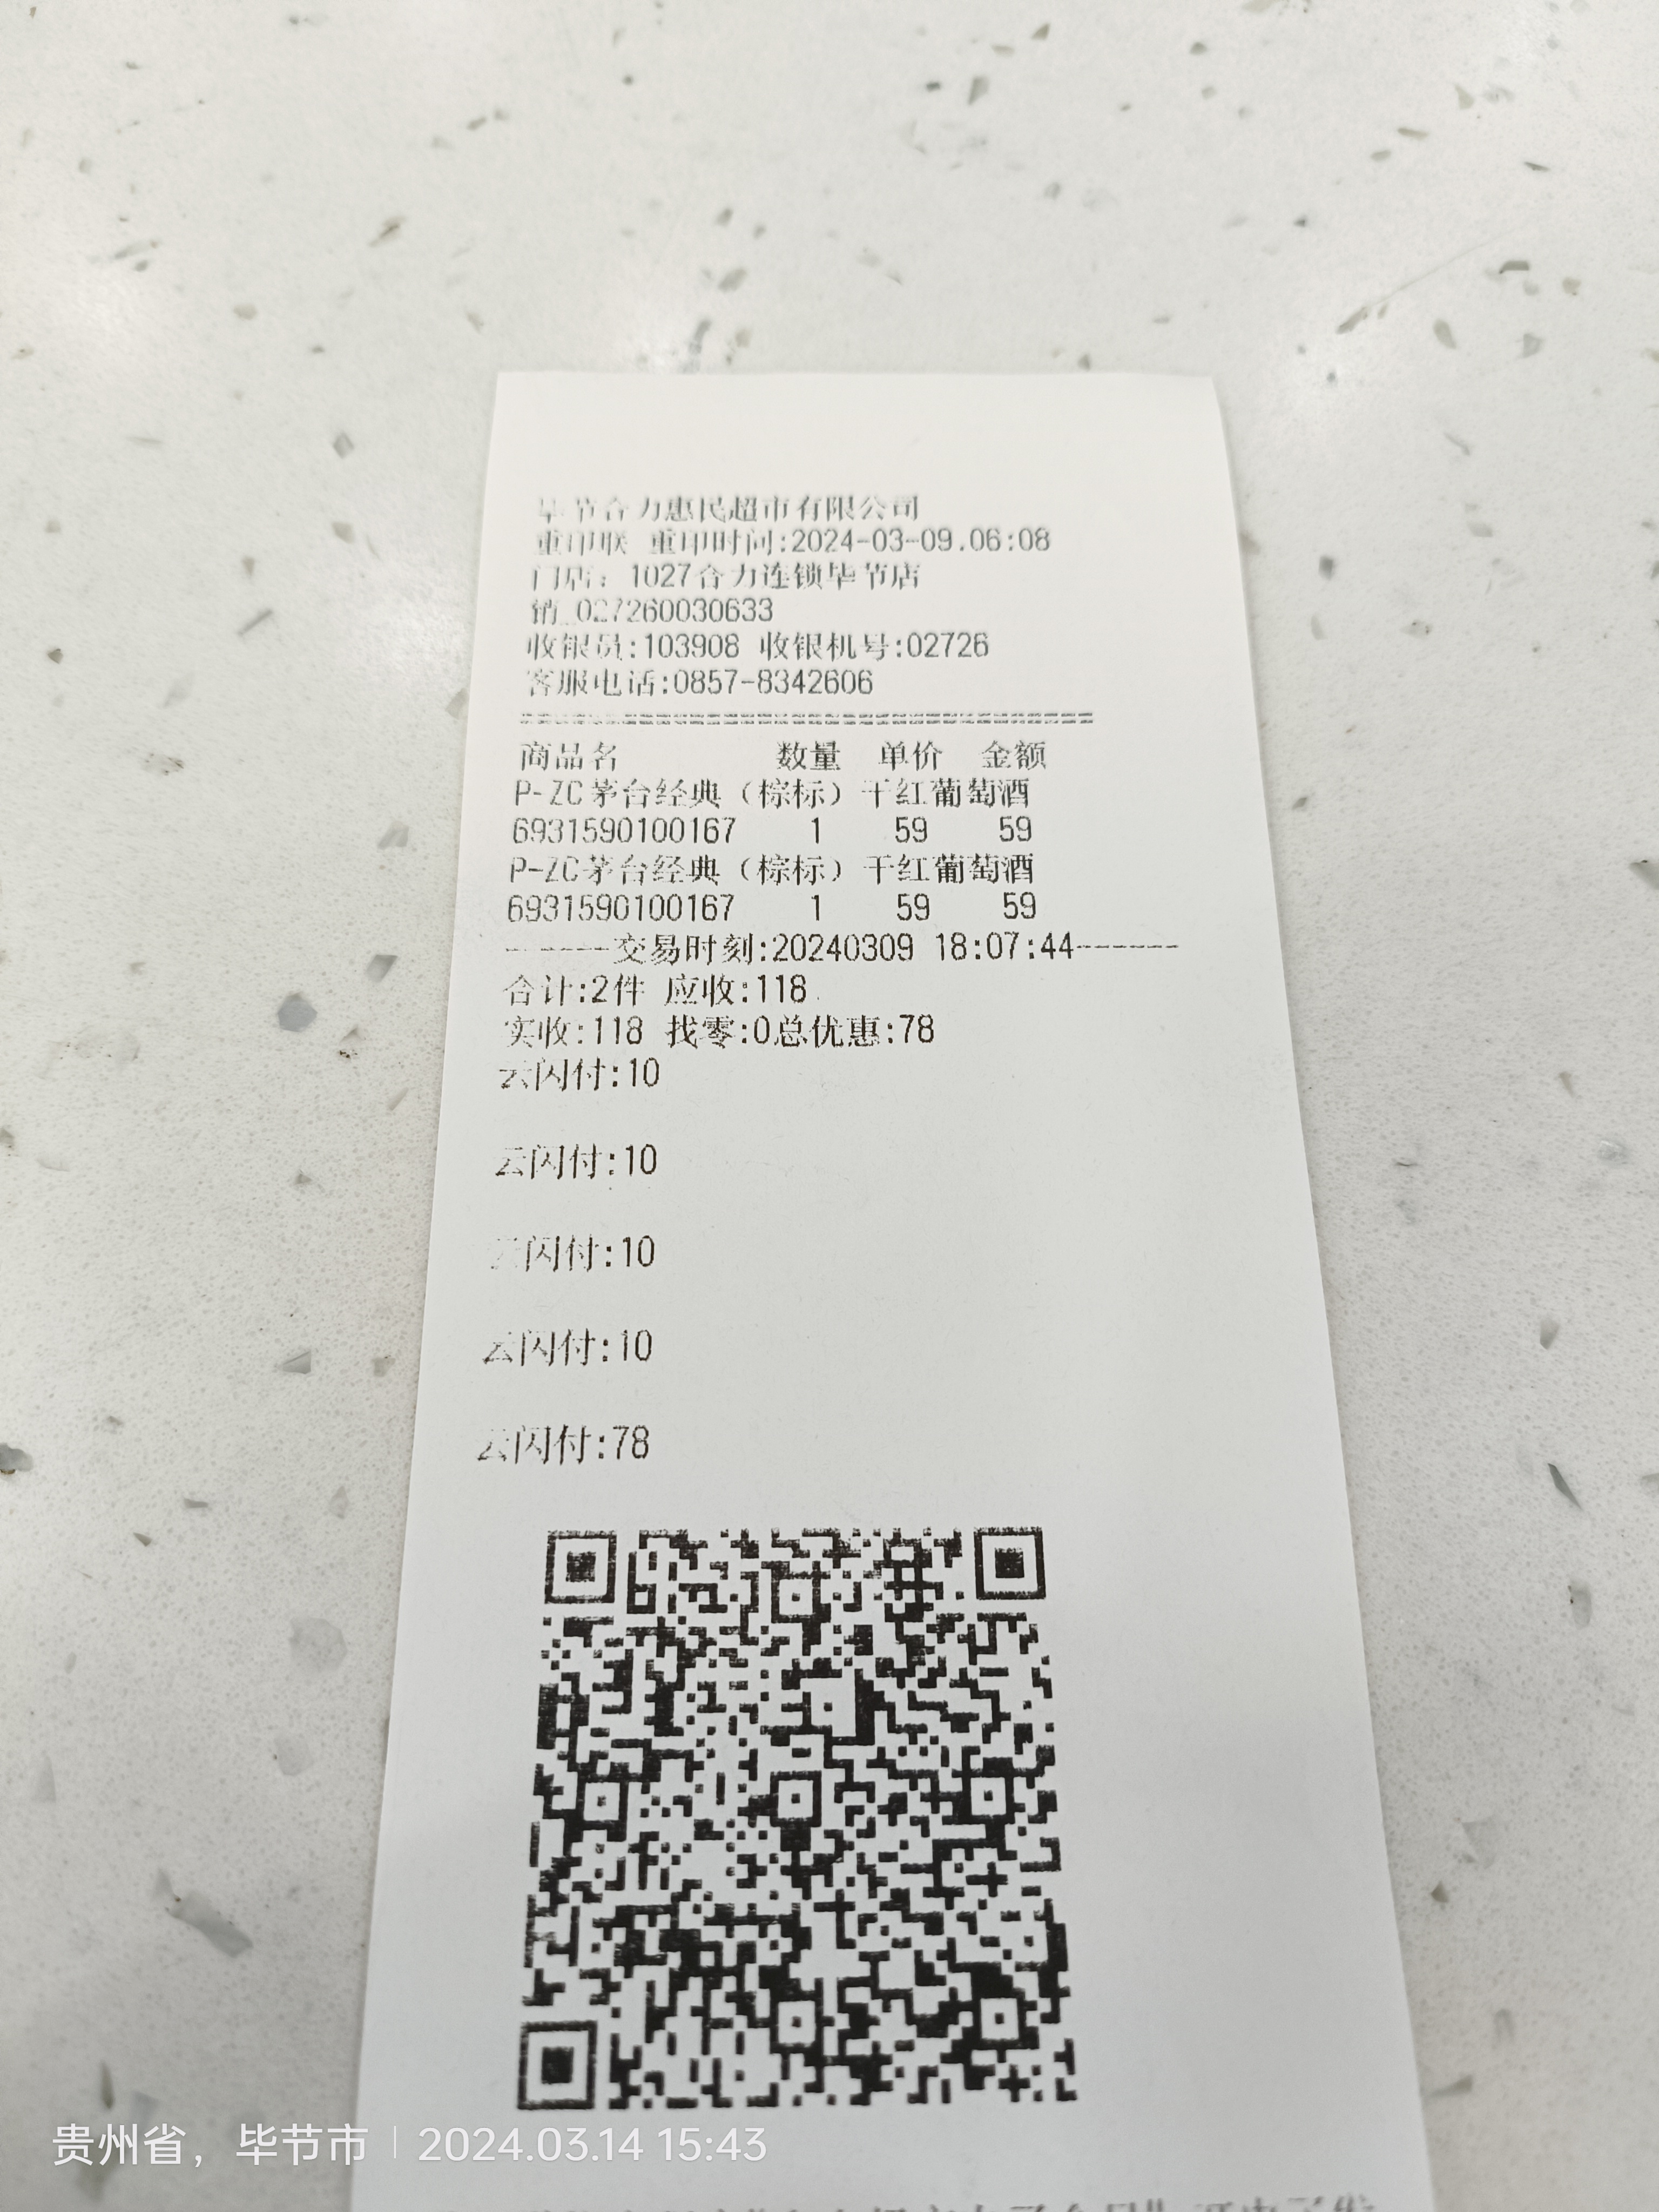 毕节合力惠民超市有限公司
重印联 重印时间:2024-03-09.06:08
门店: 1027合力连锁毕节店
销_027260030633
收银员:103908 收银机号:02726
客服电话:0857-8342606
商品名 数量 单价 金额
P-ZC茅台经典（棕标）干红葡萄酒
6931590100167 1 59 59
P-ZC茅台经典（棕标）干红葡萄酒
6931590100167 1 59 59
-------交易时刻:20240309 18:07:44------
合计:2件 应收:118
实收:118 找零:0总优惠:78
云闪付:10
云闪付:10
云闪付:10
云闪付:10
云闪付:78
贵州省，毕节市 | 2024.03.14 15:43